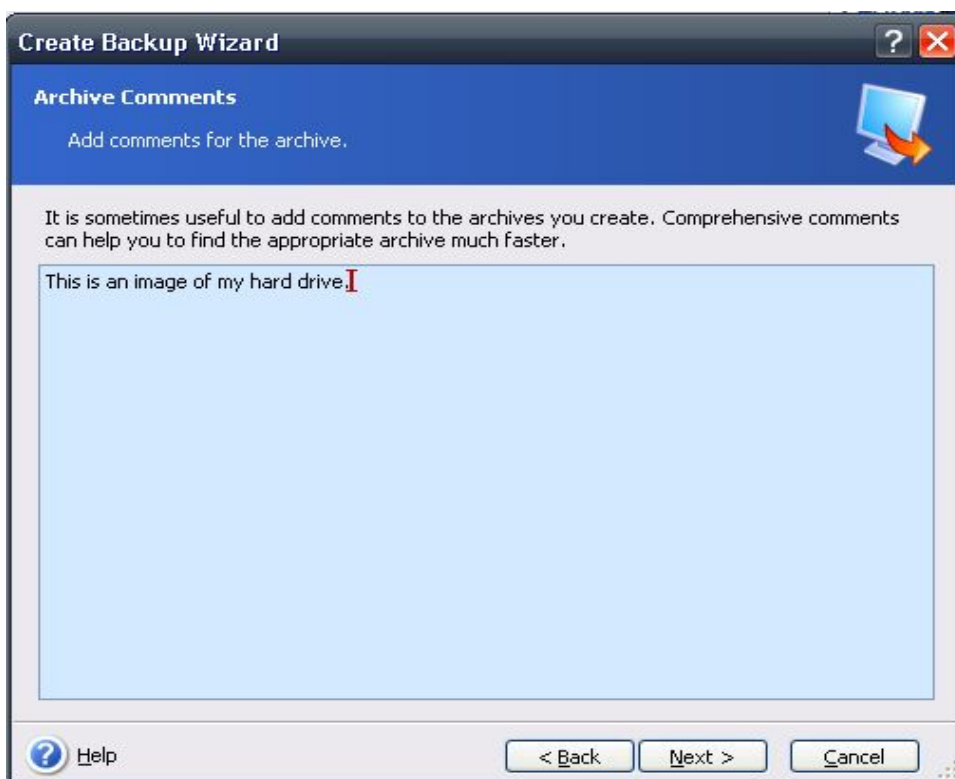 Create Backup Wizard
Archive Comments
Add comments for the archive.
It is sometimes useful to add comments to the archives you create. Comprehensive comments
can help you to find the appropriate archive much faster.
This is an image of my hard drive.
Help
< Back
Next >
Cancel